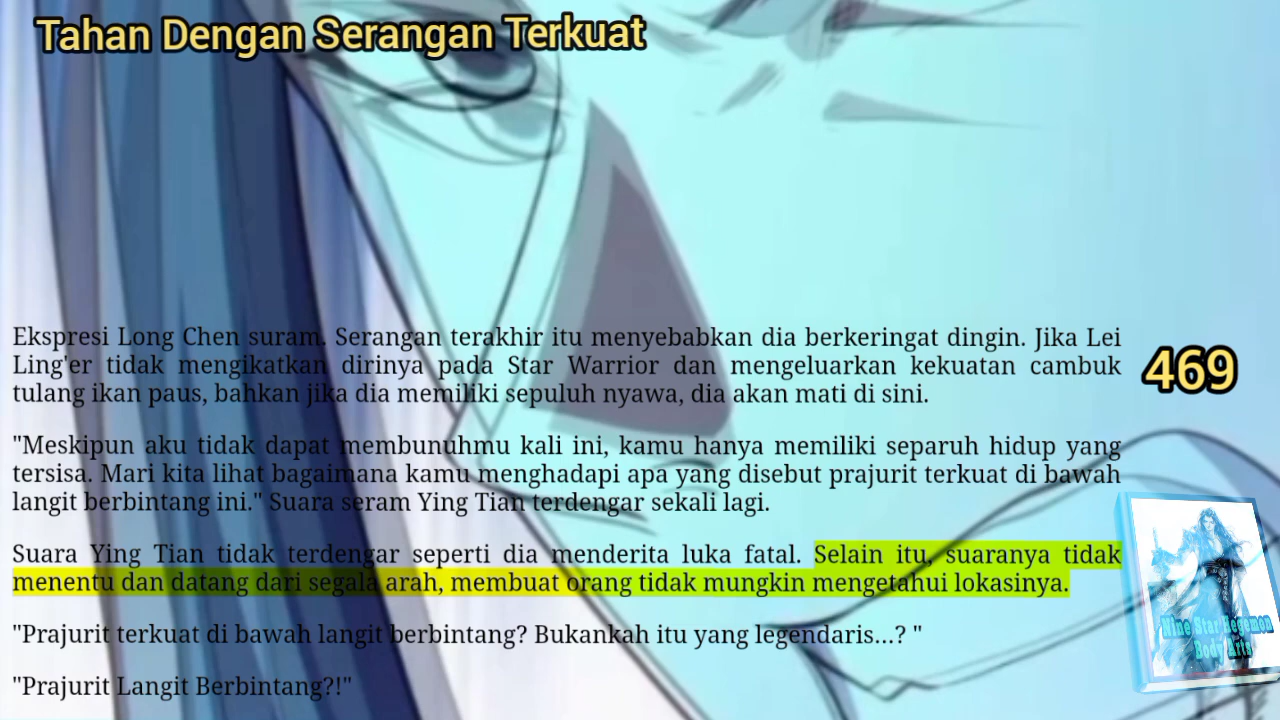 Tahan Dengan Serangan Terkuat
Ekspresi Long Chen suram. Serangan terakhir itu menyebabkan dia berkeringat dingin. Jika Lei
Ling'er tidak mengikatkan dirinya pada Star Warrior dan mengeluarkan kekuatan cambuk
tulang ikan paus, bahkan jika dia memiliki sepuluh nyawa, dia akan mati di sini.
469
"Meskipun aku tidak dapat membunuhmu kali ini, kamu hanya memiliki separuh hidup yang
tersisa. Mari kita lihat bagaimana kamu menghadapi apa yang disebut prajurit terkuat di bawah
langit berbintang ini." Suara seram Ying Tian terdengar sekali lagi.
Suara Ying Tian tidak terdengar seperti dia menderita luka fatal. Selain itu, suaranya tidak
menentu dan datang dari segala arah, membuat orang tidak mungkin mengetahui lokasinya.
"Prajurit terkuat di bawah langit berbintang? Bukankah itu yang legendaris...? "
"Prajurit Langit Berbintang?!"
Nine Star Hegemon
Body Arts